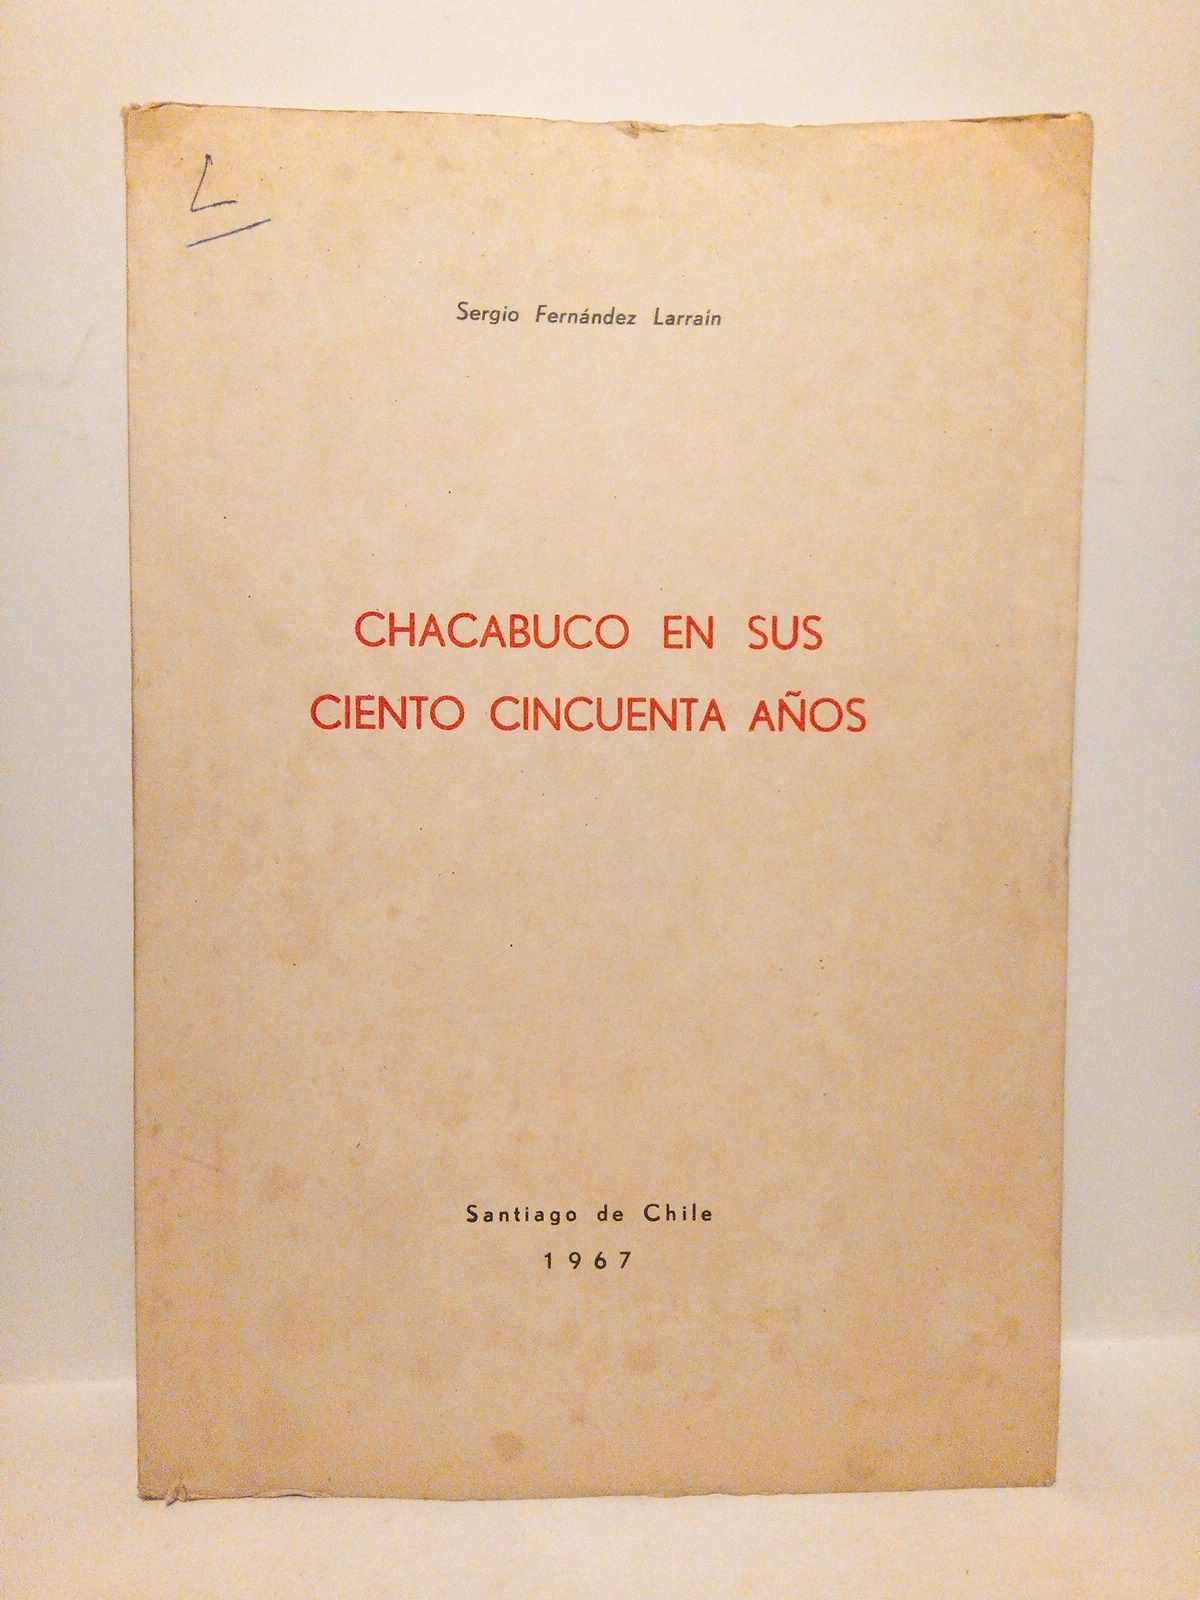 L
Sergio Fernández Larraín
CHACABUCO EN SUS
CIENTO CINCUENTA AÑOS
Santiago de Chile
1967